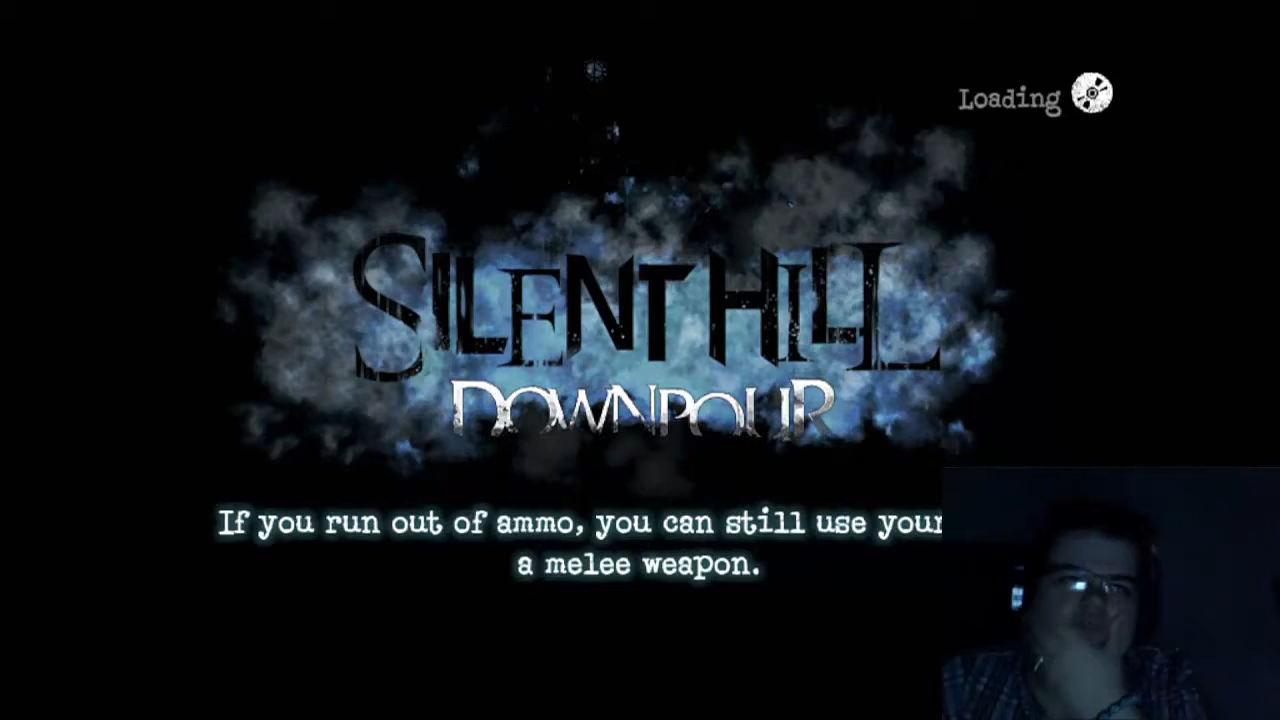 Loading
SILENT HILL
DOWNPOUR
If you run out of ammo, you can still use your
a melee weapon.